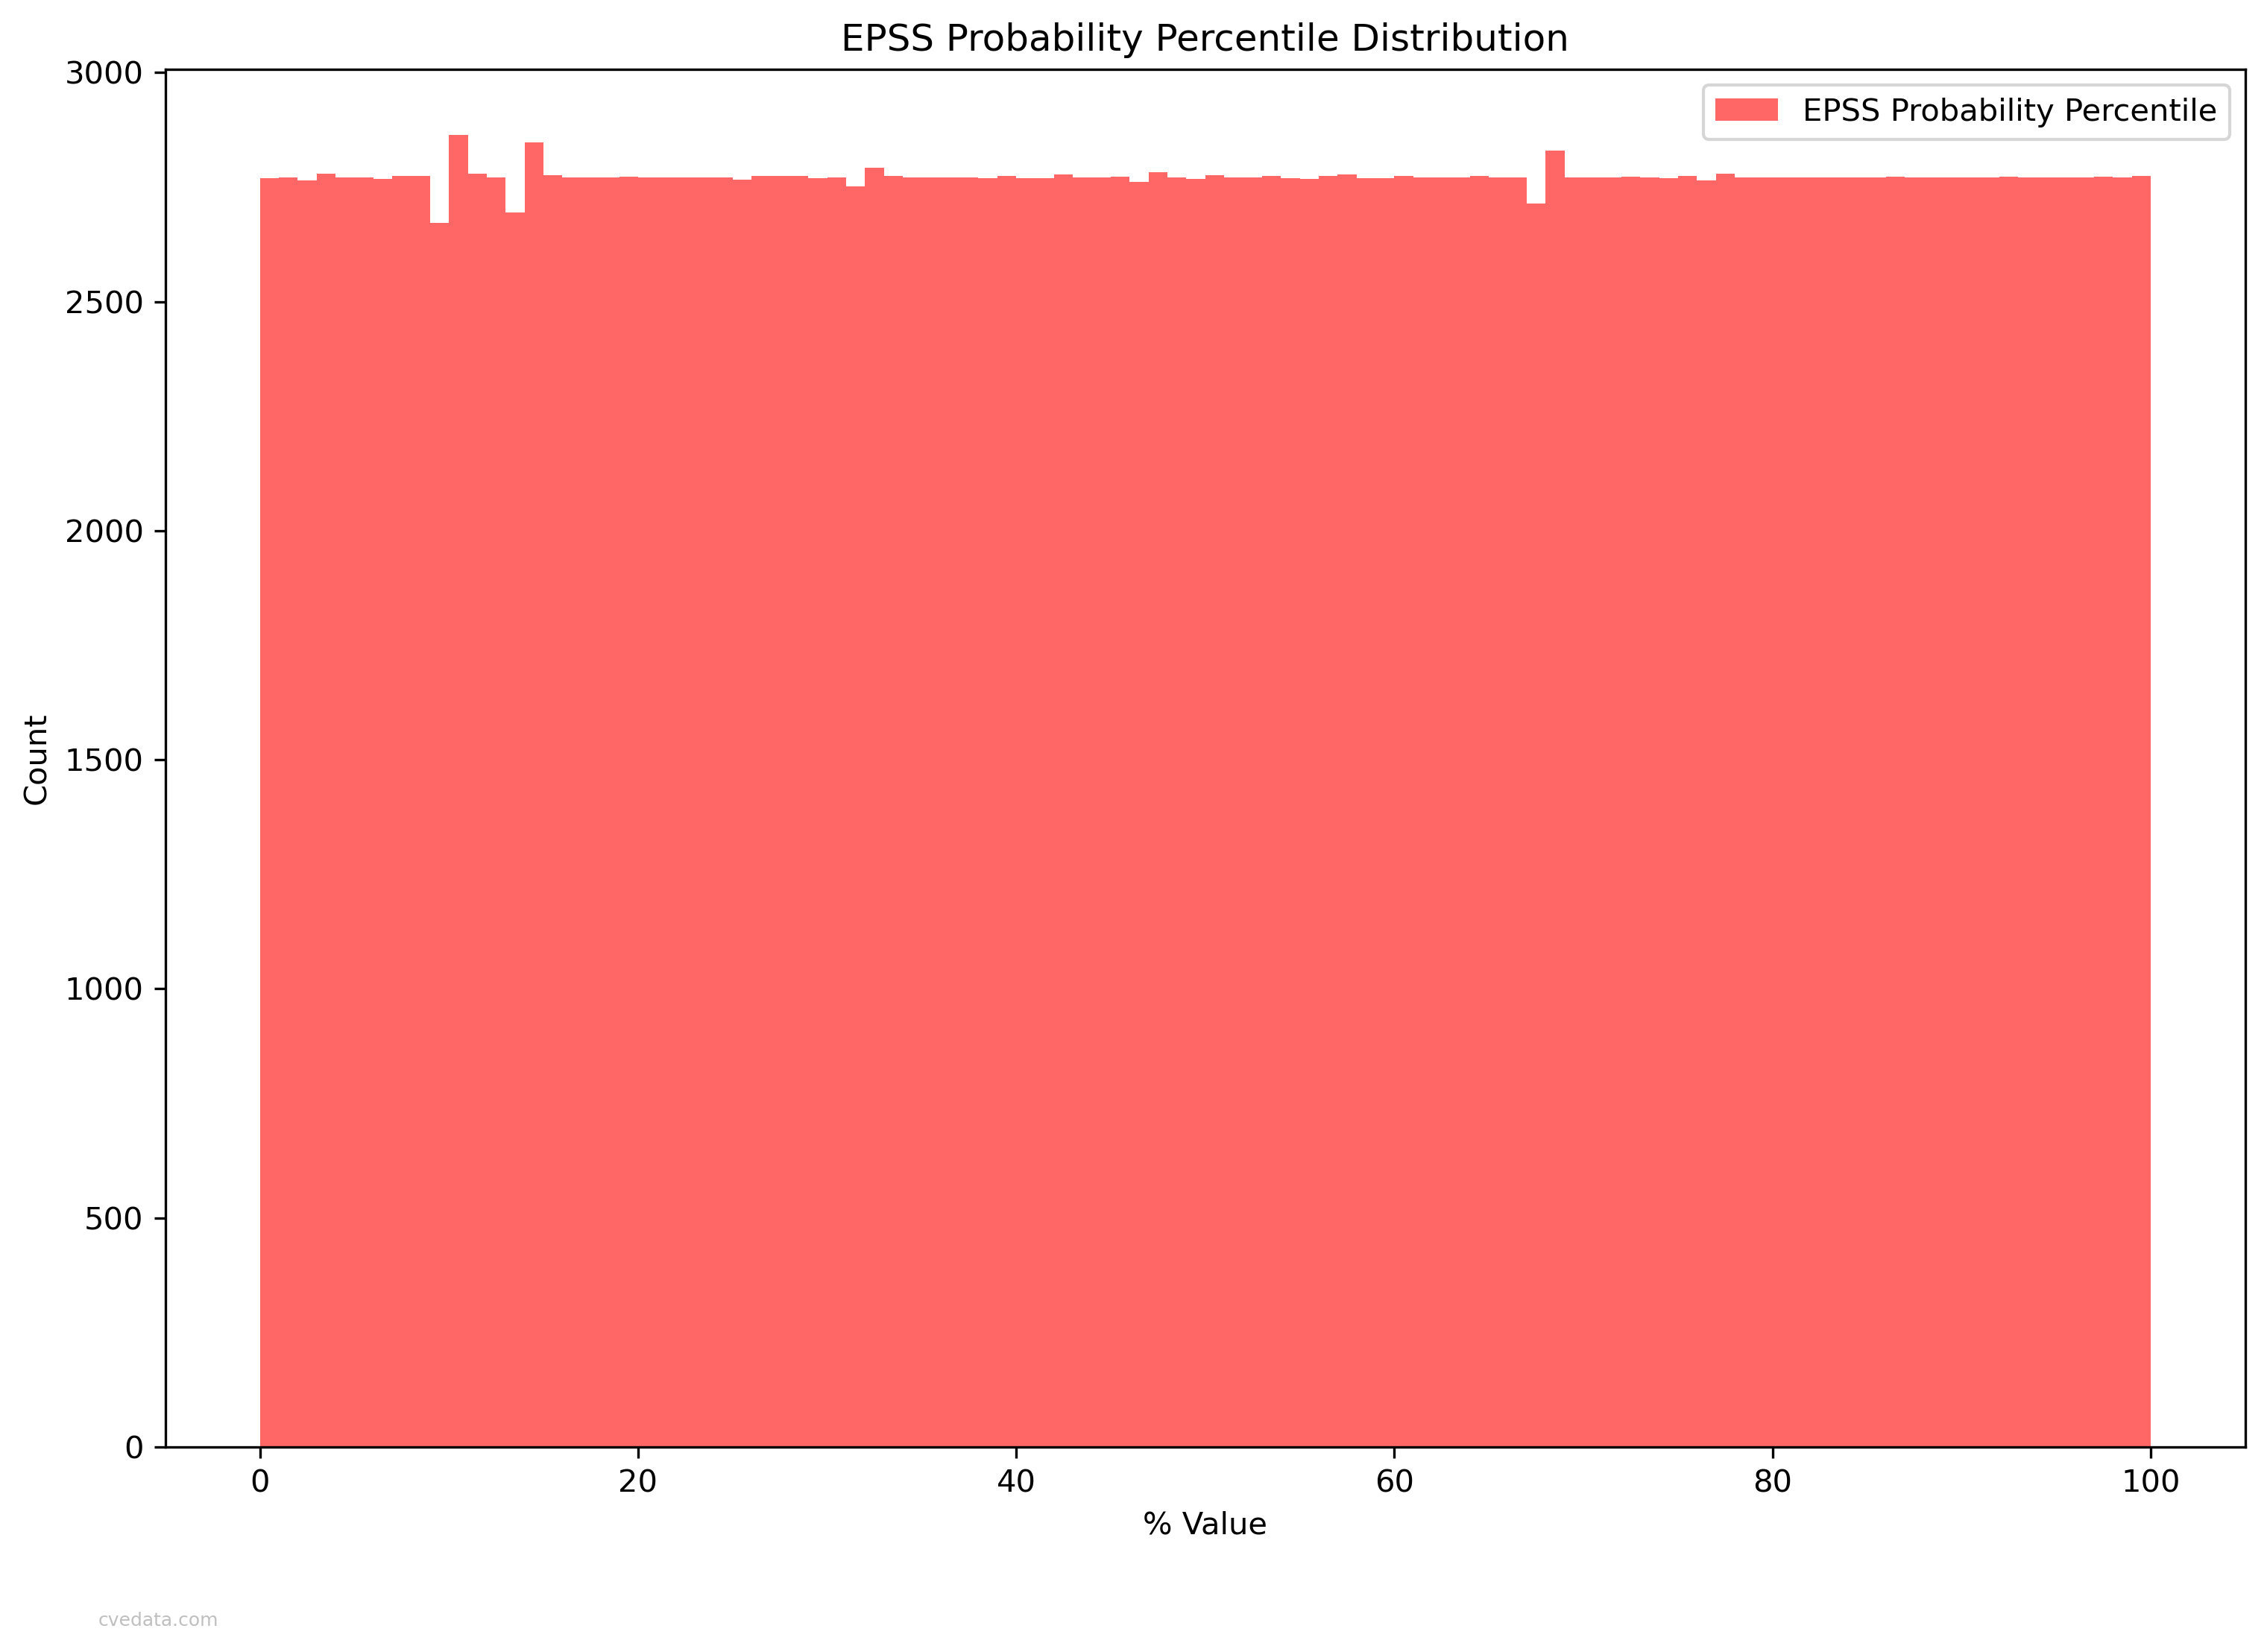 EPSS Probability Percentile Distribution
3000
2500
2000
1500
1000
500
0
Count
EPSS Probability Percentile
0 20 40 60 80 100
% Value
cvedata.com